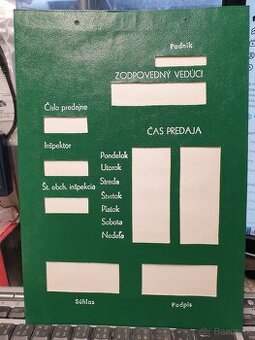 Podnik
ZODPOVEDNÝ VEDÚCI
Číslo predajne
Inšpektor
ČAS PREDAJA
Pondelok
Utorok
Št. obch. inšpekcia
Streda
Štvrtok
Piatok
Sobota
Nedeľa
Súhlas
Podpis